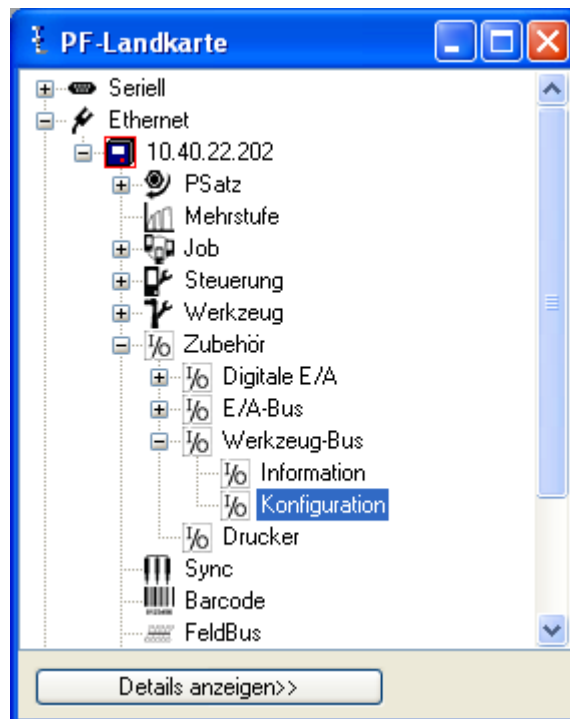 PF-Landkarte
Seriell
Ethernet
10.40.22.202
PSatz
Mehrstufe
Job
Steuerung
Werkzeug
I/O Zubehör
I/O Digitale E/A
I/O E/A-Bus
I/O Werkzeug-Bus
I/O Information
I/O Konfiguration
I/O Drucker
Sync
Barcode
FeldBus
Details anzeigen>>